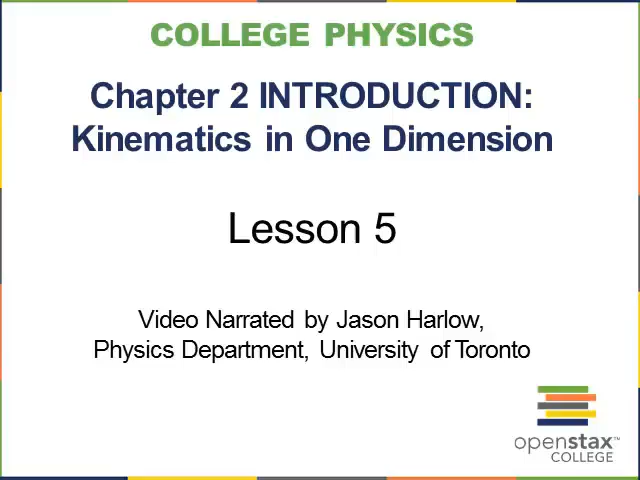 COLLEGE PHYSICS
Chapter 2 INTRODUCTION:
Kinematics in One Dimension
Lesson 5
Video Narrated by Jason Harlow,
Physics Department, University of Toronto
openstax™
COLLEGE